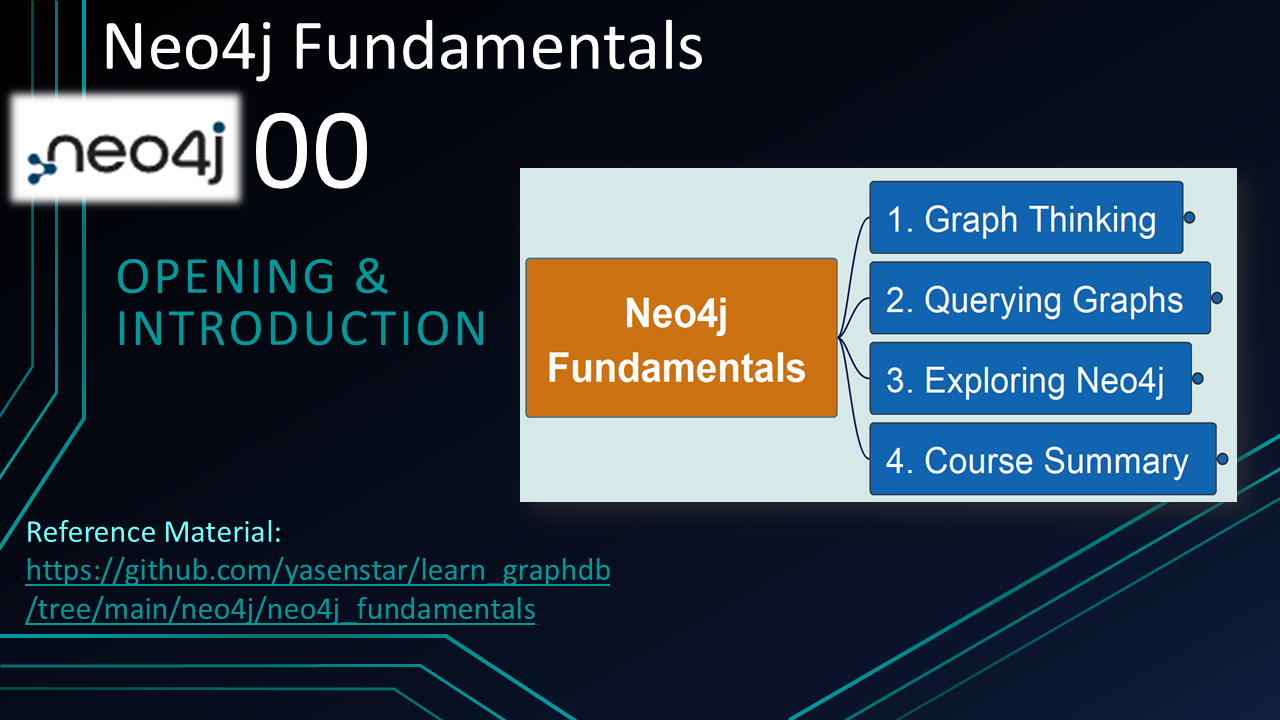 Neo4j Fundamentals
neo4j
00
OPENING &
INTRODUCTION
Neo4j
Fundamentals
1. Graph Thinking
2. Querying Graphs
3. Exploring Neo4j
4. Course Summary
Reference Material:
https://github.com/yasenstar/learn_graphdb
/tree/main/neo4j/neo4j_fundamentals